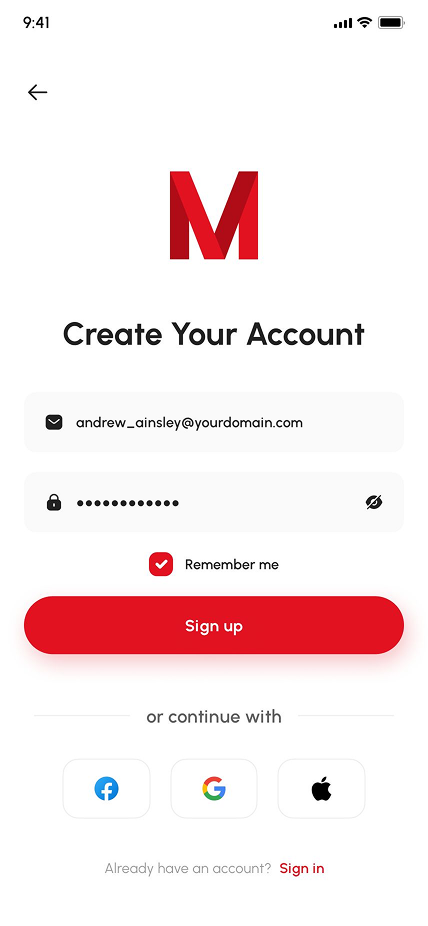 9:41
M
Create Your Account
andrew_ainsley@yourdomain.com
●●●●●●●●●●●●
Remember me
Sign up
or continue with
Already have an account? Sign in